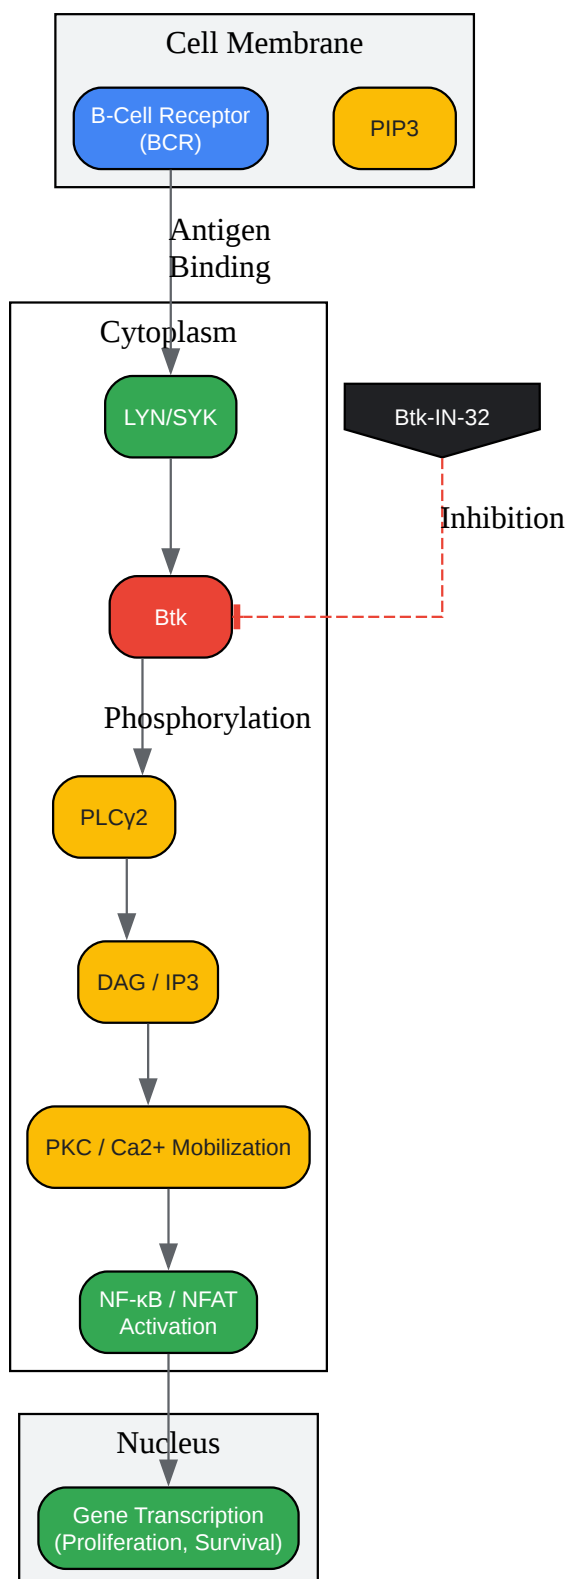 Cell Membrane
B-Cell Receptor
(BCR)
PIP3
Antigen
Binding
Cytoplasm
LYN/SYK
Btk-IN-32
Inhibition
Btk
Phosphorylation
PLCγ2
DAG / IP3
PKC / Ca2+ Mobilization
NF-κB / NFAT
Activation
Nucleus
Gene Transcription
(Proliferation, Survival)